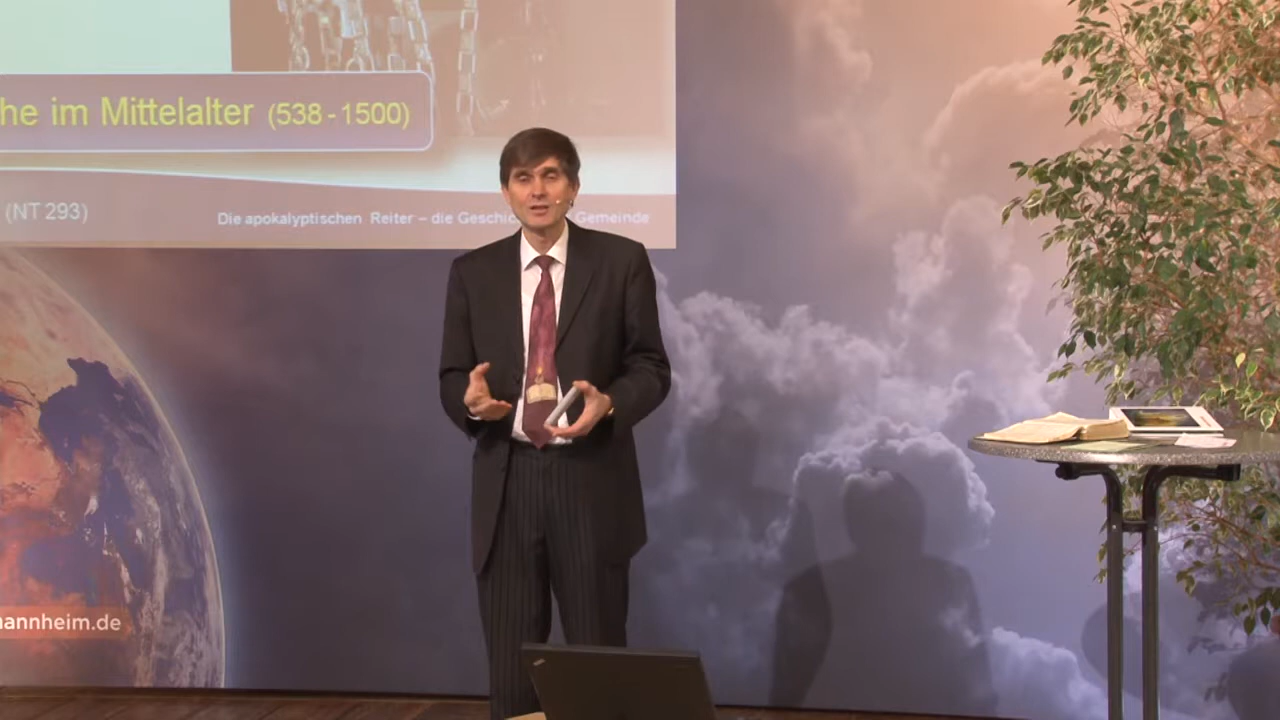 he im Mittelalter (538-1500)
(NT 293)
Die apokalyptischen Reiter – die Geschic Gemeinde
annheim.de